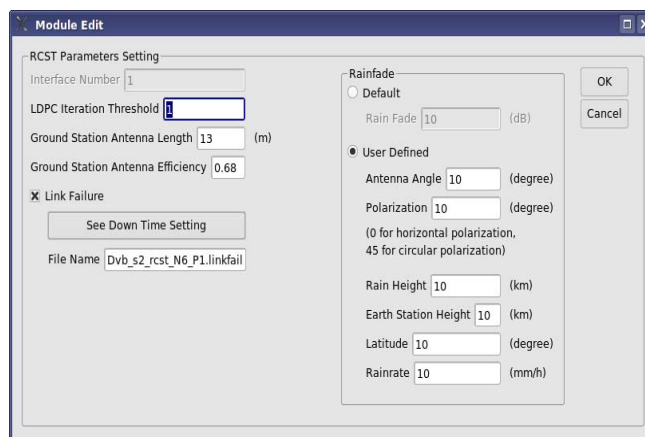 Module Edit
RCST Parameters Setting
Interface Number 1
LDPC Iteration Threshold 1
Ground Station Antenna Length 13 (m)
Ground Station Antenna Efficiency 0.68
X Link Failure
See Down Time Setting
File Name Dvb_s2_rcst_N6_P1.linkfail
Rainfade
Default
Rain Fade 10 (dB)
User Defined
Antenna Angle 10 (degree)
Polarization 10 (degree)
(0 for horizontal polarization,
45 for circular polarization)
Rain Height 10 (km)
Earth Station Height 10 (km)
Latitude 10 (degree)
Rainrate 10 (mm/h)
OK
Cancel